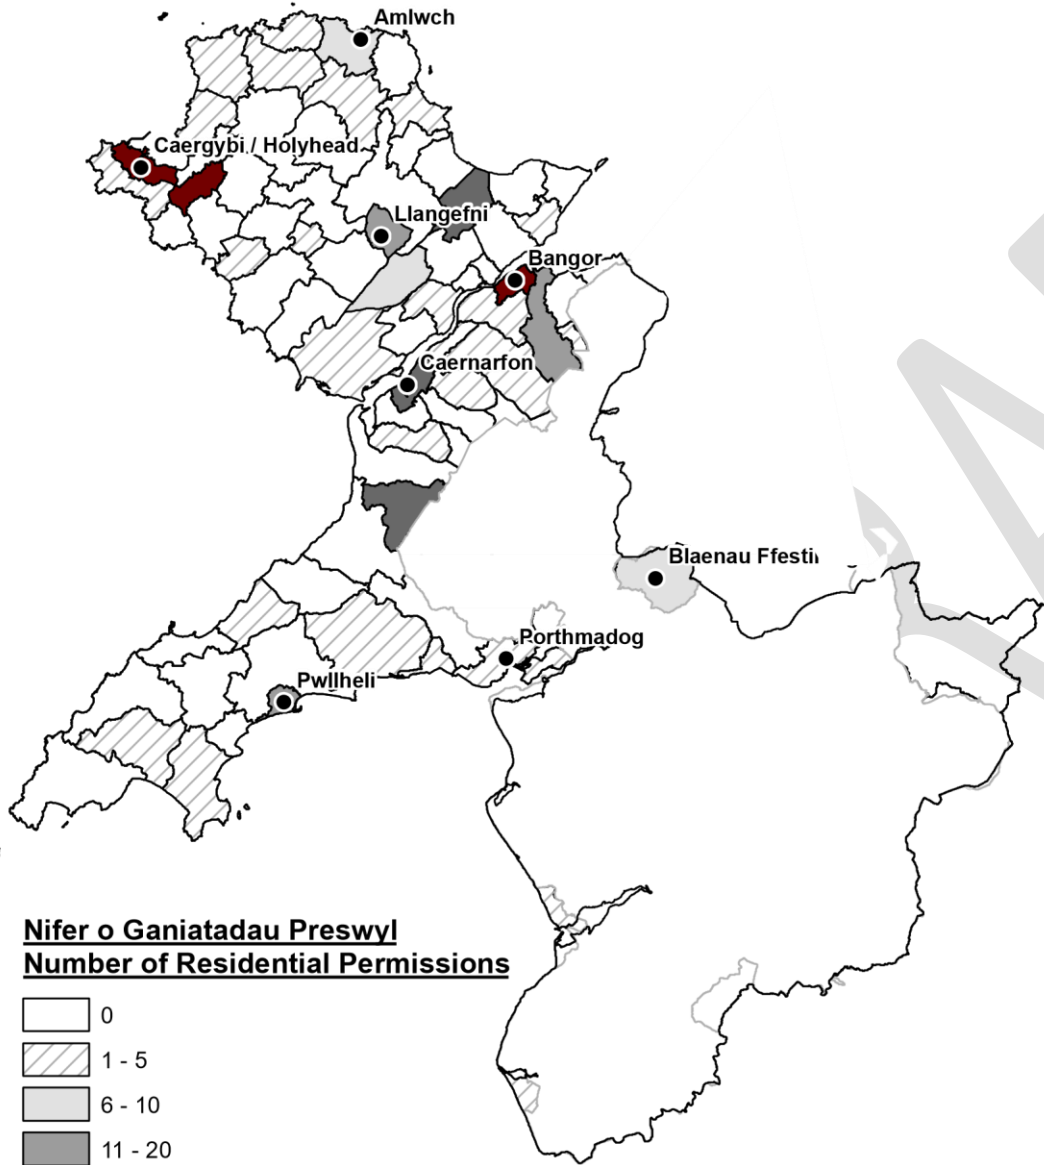 Amlwch
Caergybi / Holyhead
Llangefni
Bangor
Caernarfon
Blaenau
Porthmadog
Pwllheli
Nifer o Ganiatadau Preswyl
Number of Residential Permissions
0
1 - 5
6 - 10
11 - 20